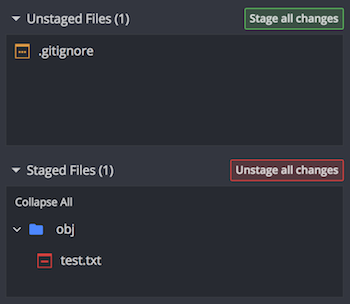 Unstaged Files (1)
Stage all changes
.gitignore
Staged Files (1)
Unstage all changes
Collapse All
obj
test.txt